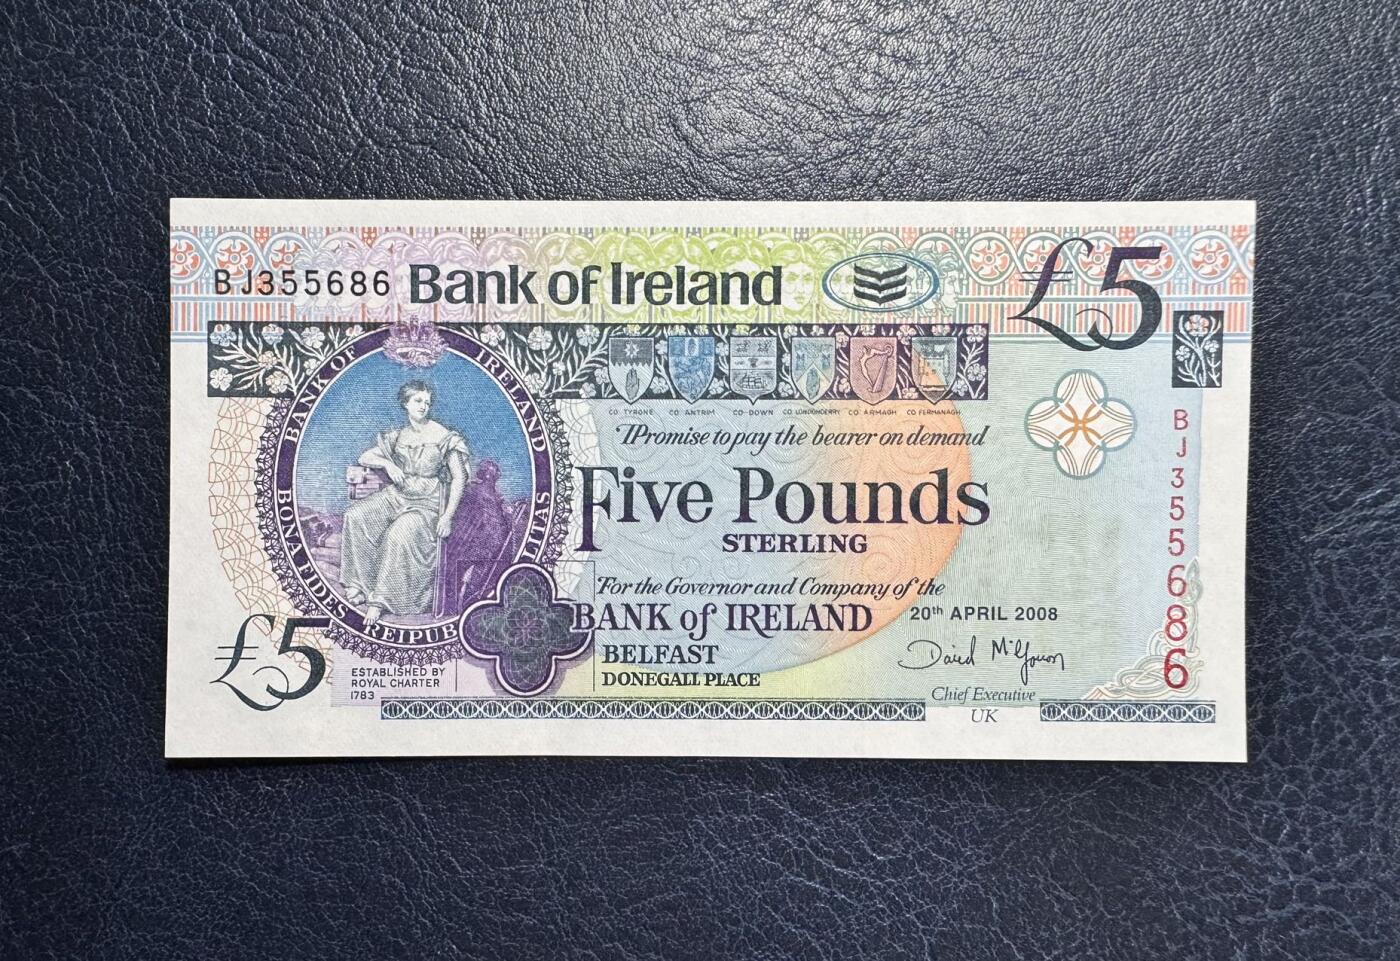 BJ355686 Bank of Ireland £5
BANK OF IRELAND
BONA FIDES REIPUBLITAS
CO TYRONE CO ANTRIM CO DOWN CO LONDONDERRY CO ARMAGH CO FERMANAGH
I Promise to pay the bearer on demand
Five Pounds
STERLING
For the Governor and Company of the
BANK of IRELAND
BELFAST
DONEGALL PLACE
20th APRIL 2008
Chief Executive
UK
£5
ESTABLISHED BY
ROYAL CHARTER
1783
BJ355686